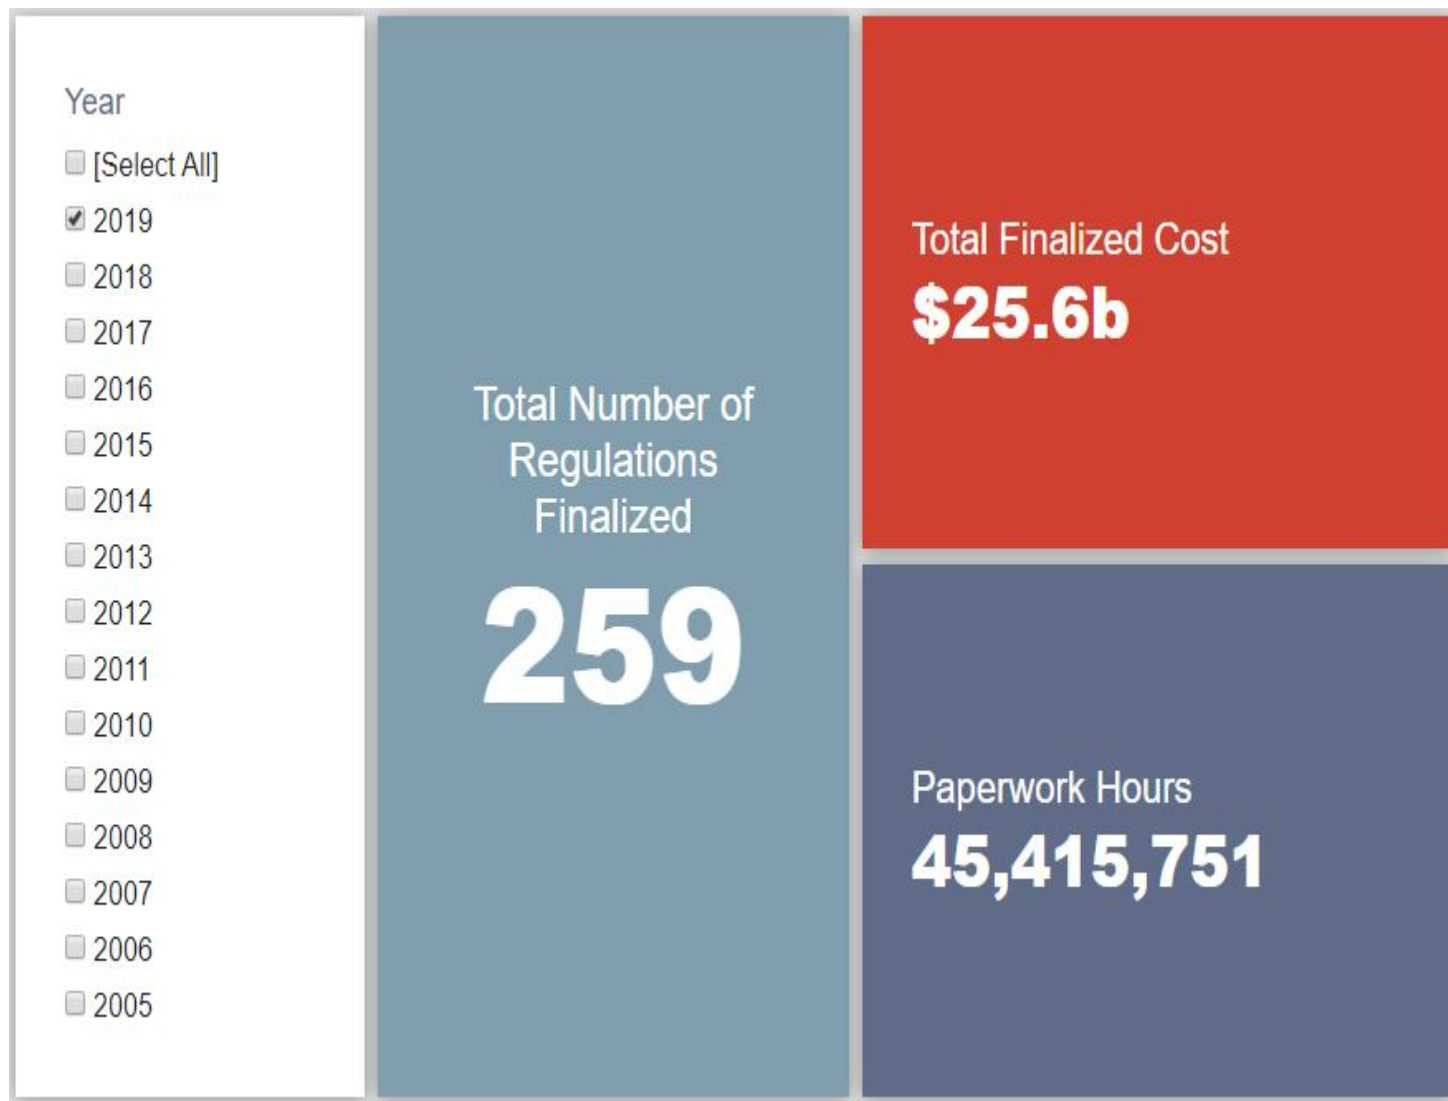 Year
[Select All]
2019
2018
2017
2016
2015
2014
2013
2012
2011
2010
2009
2008
2007
2006
2005
Total Number of
Regulations
Finalized
259
Total Finalized Cost
$25.6b
Paperwork Hours
45,415,751